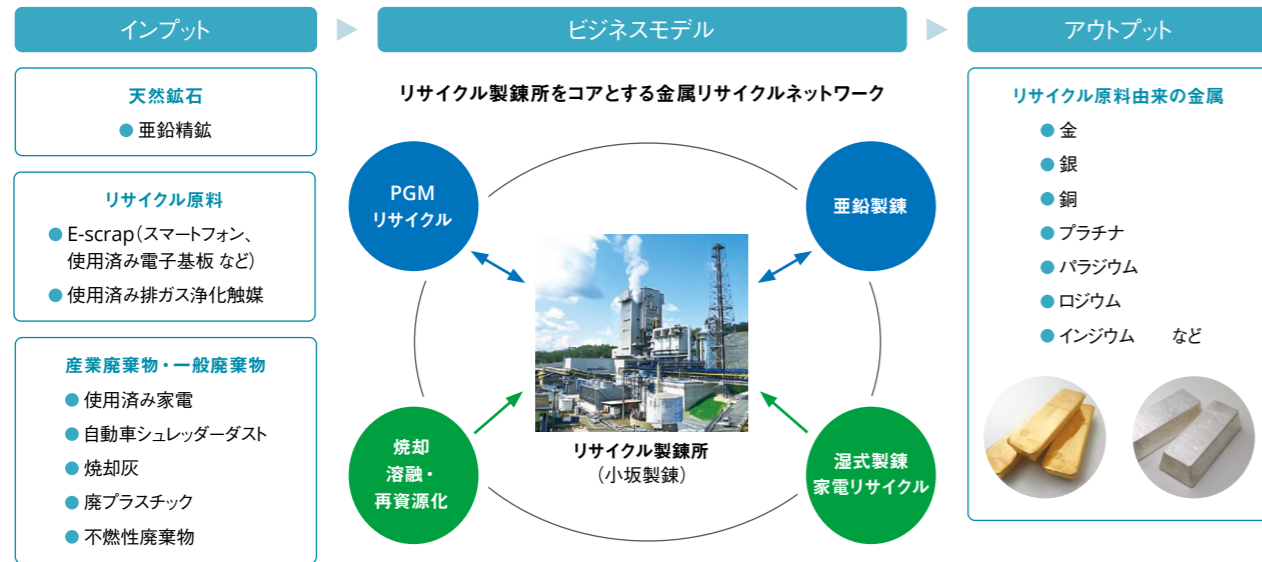 インプット
天然鉱石
亜鉛精鉱
リサイクル原料
E-scrap(スマートフォン、
使用済み電子基板 など)
使用済み排ガス浄化触媒
産業廃棄物・一般廃棄物
使用済み家電
自動車シュレッダーダスト
焼却灰
廃プラスチック
不燃性廃棄物
ビジネスモデル
リサイクル製錬所をコアとする金属リサイクルネットワーク
PGM
リサイクル
亜鉛製錬
リサイクル製錬所
(小坂製錬)
焼却
溶融・
再資源化
湿式製錬
家電リサイクル
アウトプット
リサイクル原料由来の金属
金
銀
銅
プラチナ
パラジウム
ロジウム
インジウム など